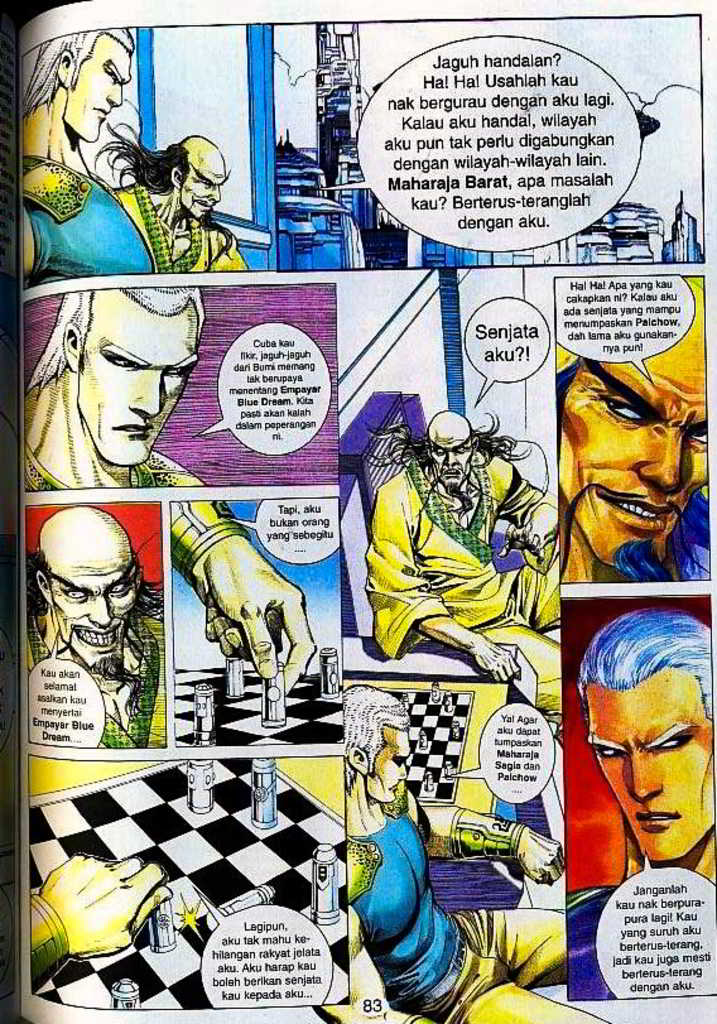 Jaguh handalan?
Ha! Ha! Usahlah kau
nak bergurau dengan aku lagi.
Kalau aku handal, wilayah
aku pun tak perlu digabungkan
dengan wilayah-wilayah lain.
Maharaja Barat, apa masalah
kau? Berterus-teranglah
dengan aku.
Cuba kau
fikir, jaguh-jaguh
dari Bumi memang
tak berupaya
menentang Empayar
Blue Dream. Kita
pasti akan kalah
dalam peperangan
ni.
Kau akan
selamat
asalkan kau
menyertai
Empayar Blue
Dream....
Tapi, aku
bukan orang
yang sebegitu
....
Lagipun,
aku tak mahu ke-
hilangan rakyat jelata
aku. Aku harap kau
boleh berikan senjata
kau kepada aku...
Senjata
aku?!
Ha! Ha! Apa yang kau
cakapkan ni? Kalau aku
ada senjata yang mampu
menumpaskan Paichow,
dah lama aku gunakan-
nya pun!
Ya! Agar
aku dapat
tumpaskan
Sagia dan
Paichow
....
Janganlah
kau nak berpura-
pura lagi! Kau
yang suruh aku
berterus-terang,
jadi kau juga mesti
berterus-terang
dengan aku.
83